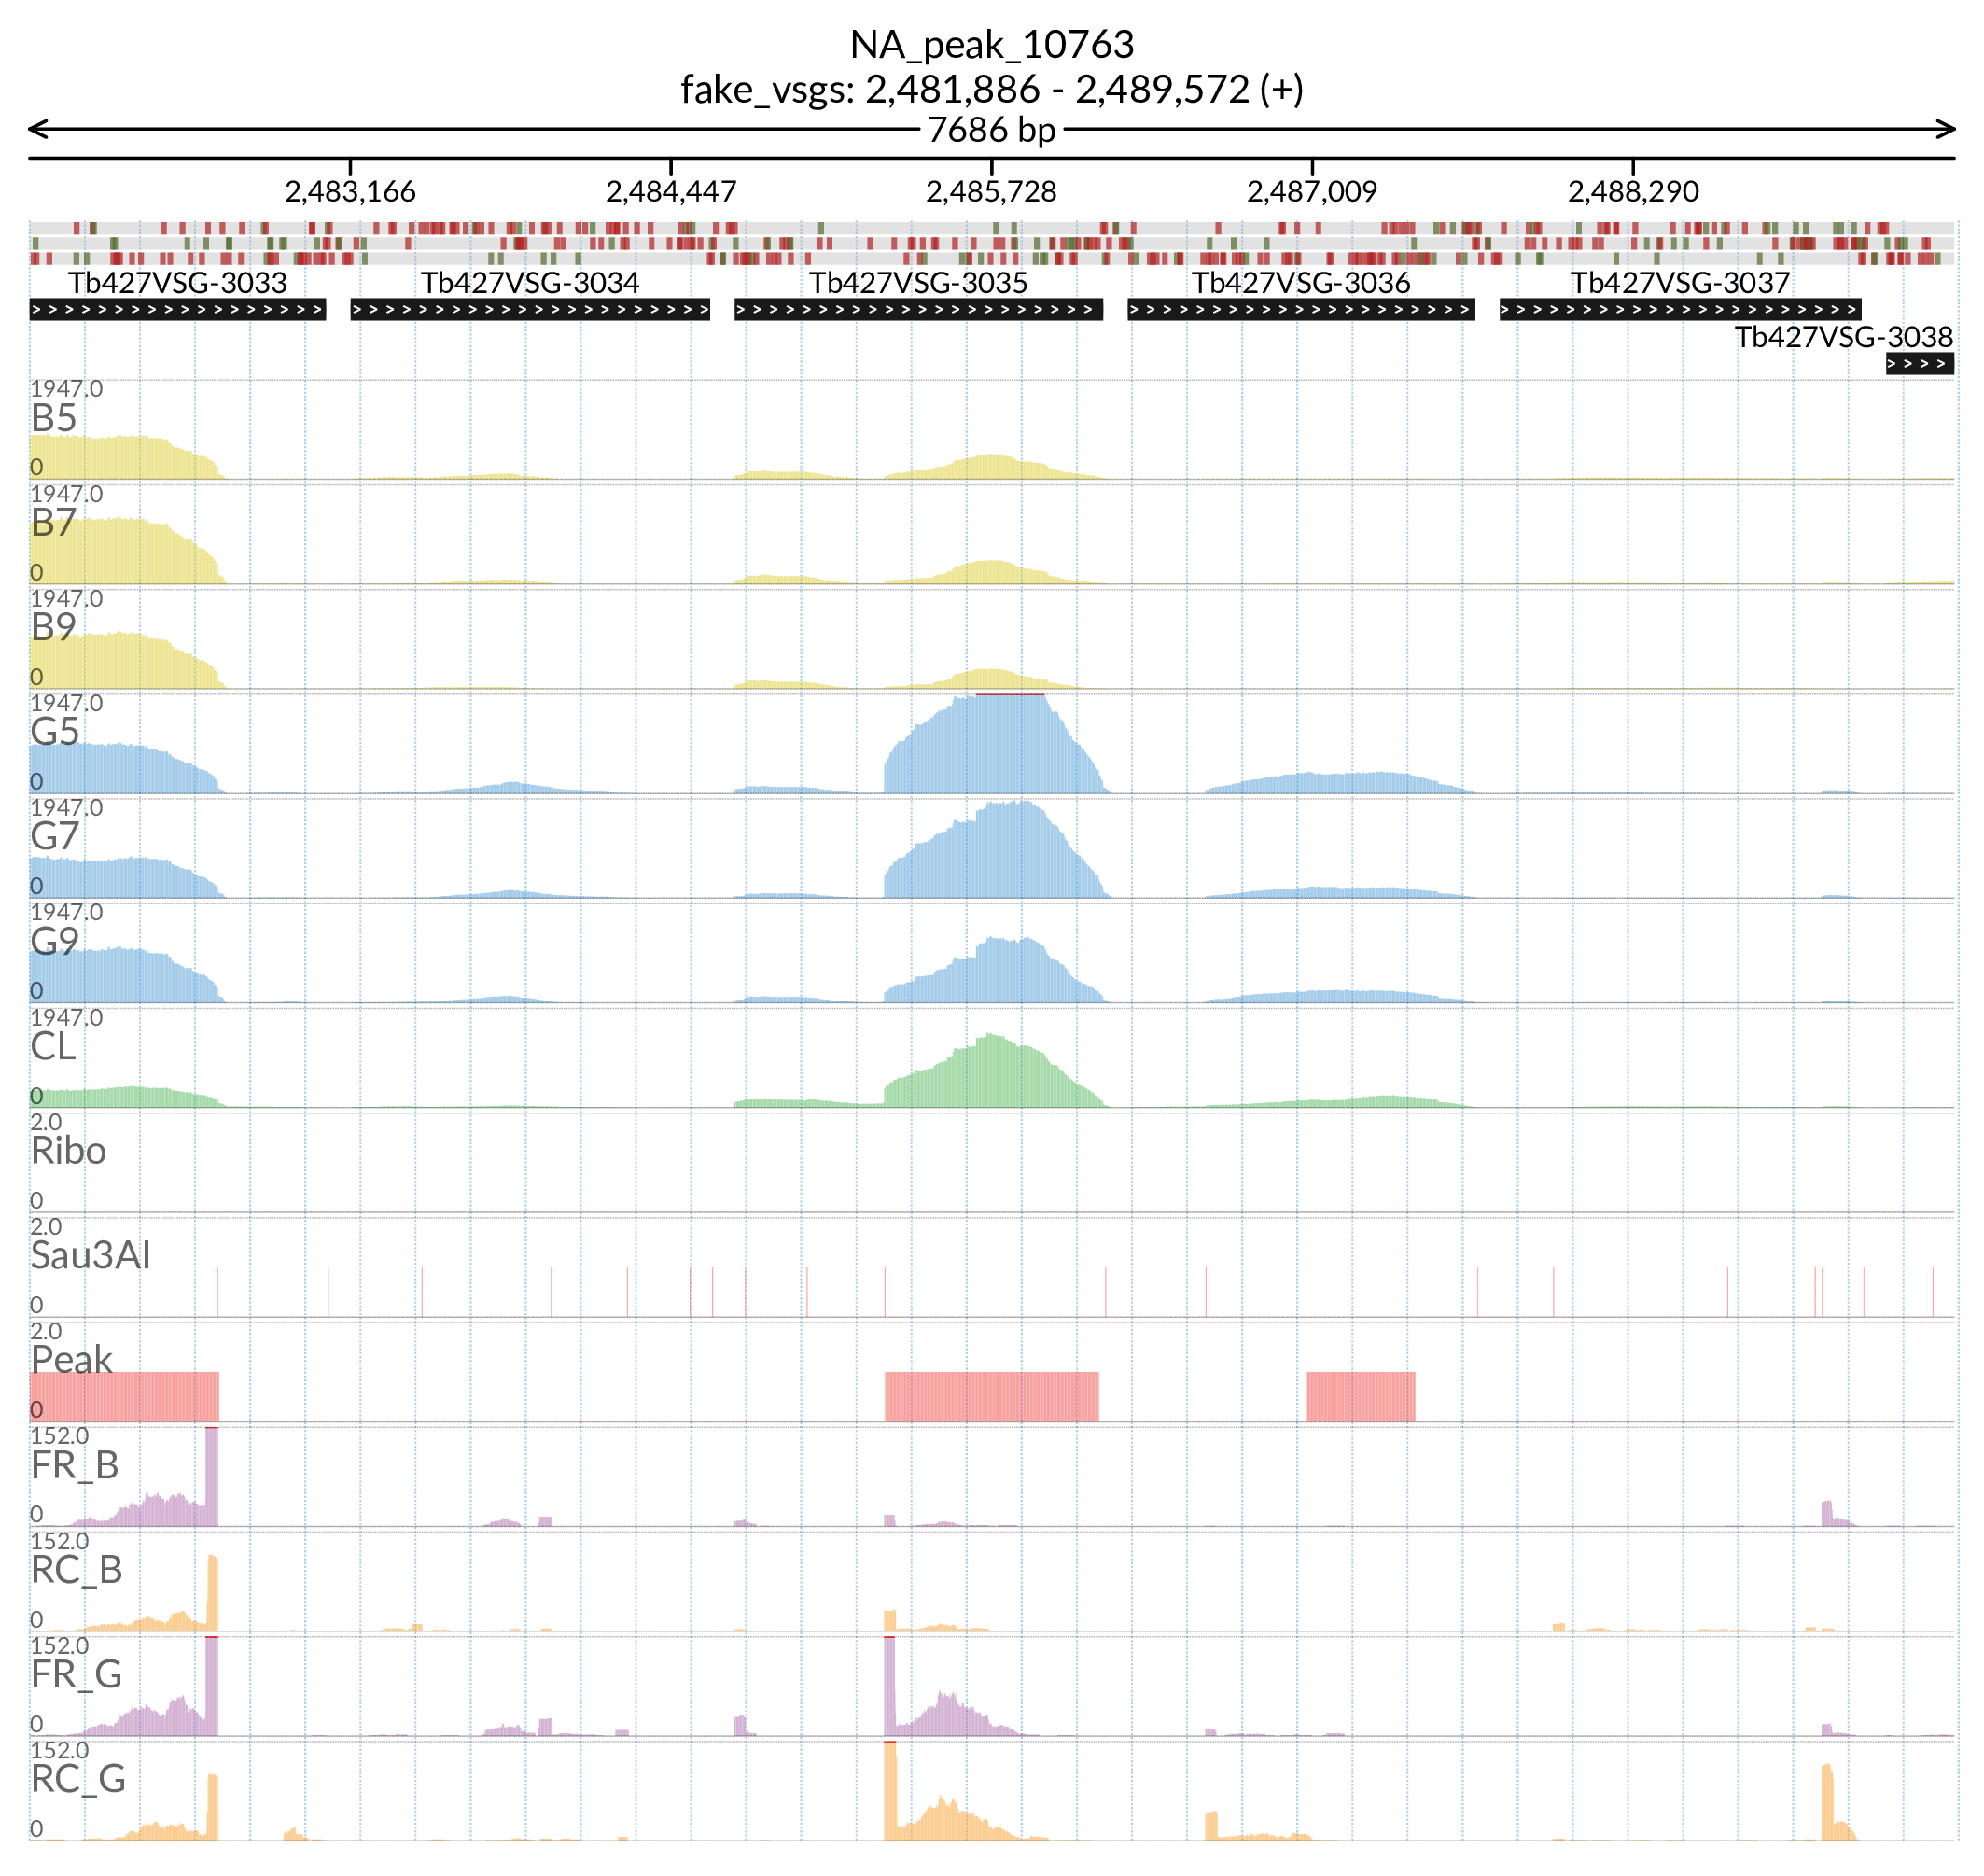 NA_peak_10763
fake_vsgs: 2,481,886 - 2,489,572 (+)
7686 bp
2,483,166 2,484,447 2,485,728 2,487,009 2,488,290
Tb427VSG-3033 Tb427VSG-3034 Tb427VSG-3035 Tb427VSG-3036 Tb427VSG-3037
Tb427VSG-3038
1947.0
B5
0
1947.0
B7
0
1947.0
B9
0
1947.0
G5
0
1947.0
G7
0
1947.0
G9
0
1947.0
CL
0
2.0
Ribo
0
2.0
Sau3AI
0
2.0
Peak
0
152.0
FR_B
0
152.0
RC_B
0
152.0
FR_G
0
152.0
RC_G
0